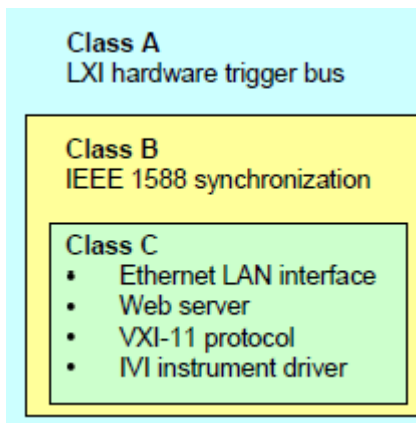 Class A
LXI hardware trigger bus
Class B
IEEE 1588 synchronization
Class C
• Ethernet LAN interface
• Web server
• VXI-11 protocol
• IVI instrument driver